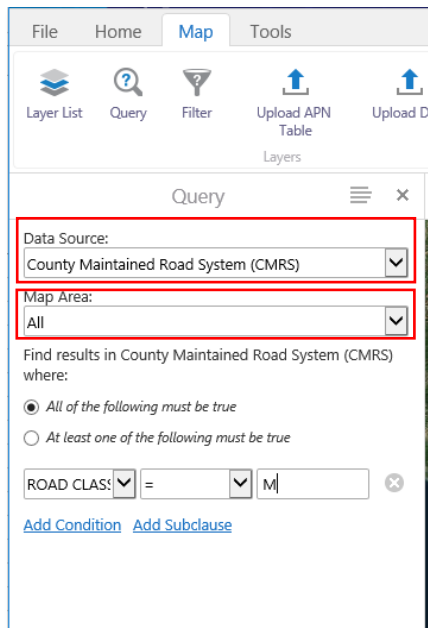 File Home Map Tools
Layer List Query Filter Upload APN Upload D
Table
Layers
Query
Data Source:
County Maintained Road System (CMRS)
Map Area:
All
Find results in County Maintained Road System (CMRS)
where:
All of the following must be true
At least one of the following must be true
ROAD CLAS = M
Add Condition Add Subclause